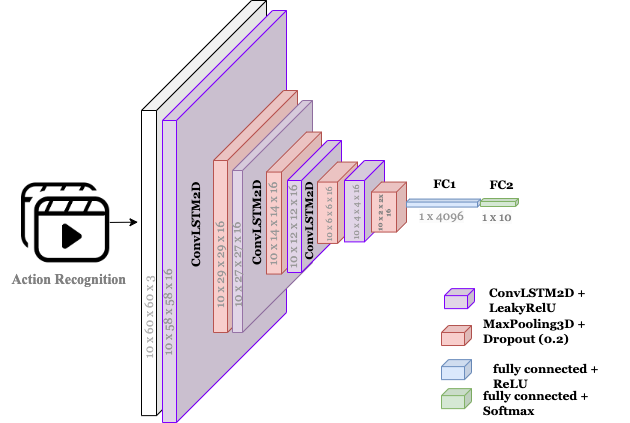 Action Recognition
10 x 60 x 60 x 3
10 x 58 x 58 x 16
ConvLSTM2D
10 x 29 x 29 x 16
10 x 27 x 27 x 16
ConvLSTM2D
10 x 14 x 14 x 16
10 x 12 x 12 x 16
ConvLSTM2D
10 x 6 x 6 x 16
10 x 4 x 4 x 16
10 x 2 x 2x
16
FC1
1 x 4096
FC2
1 x 10
ConvLSTM2D +
LeakyRelU
MaxPooling3D +
Dropout (0.2)
fully connected +
ReLU
fully connected +
Softmax